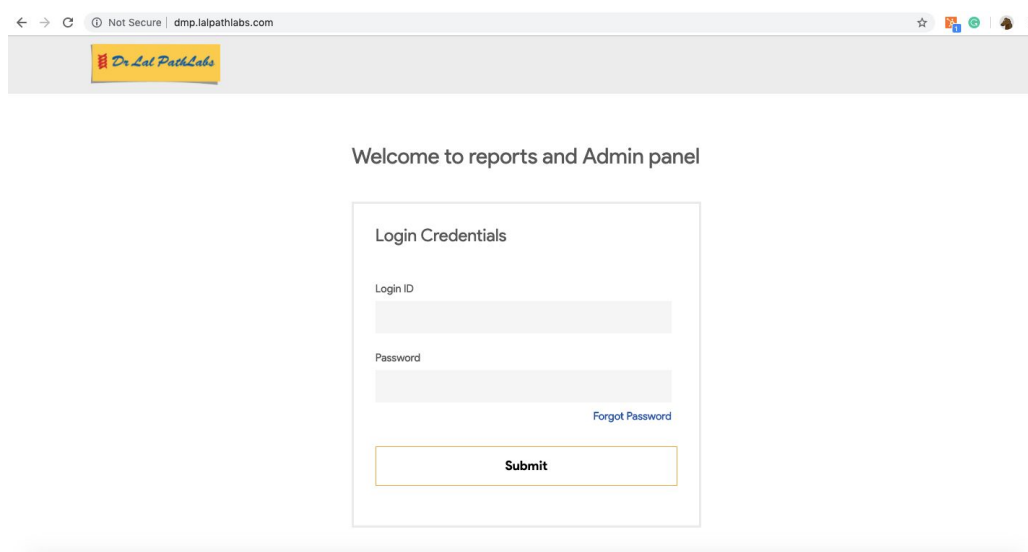 Not Secure | dmp.lalpathlabs.com
1
Dr Lal PathLabs
Welcome to reports and Admin panel
Login Credentials
Login ID
Password
Forgot Password
Submit